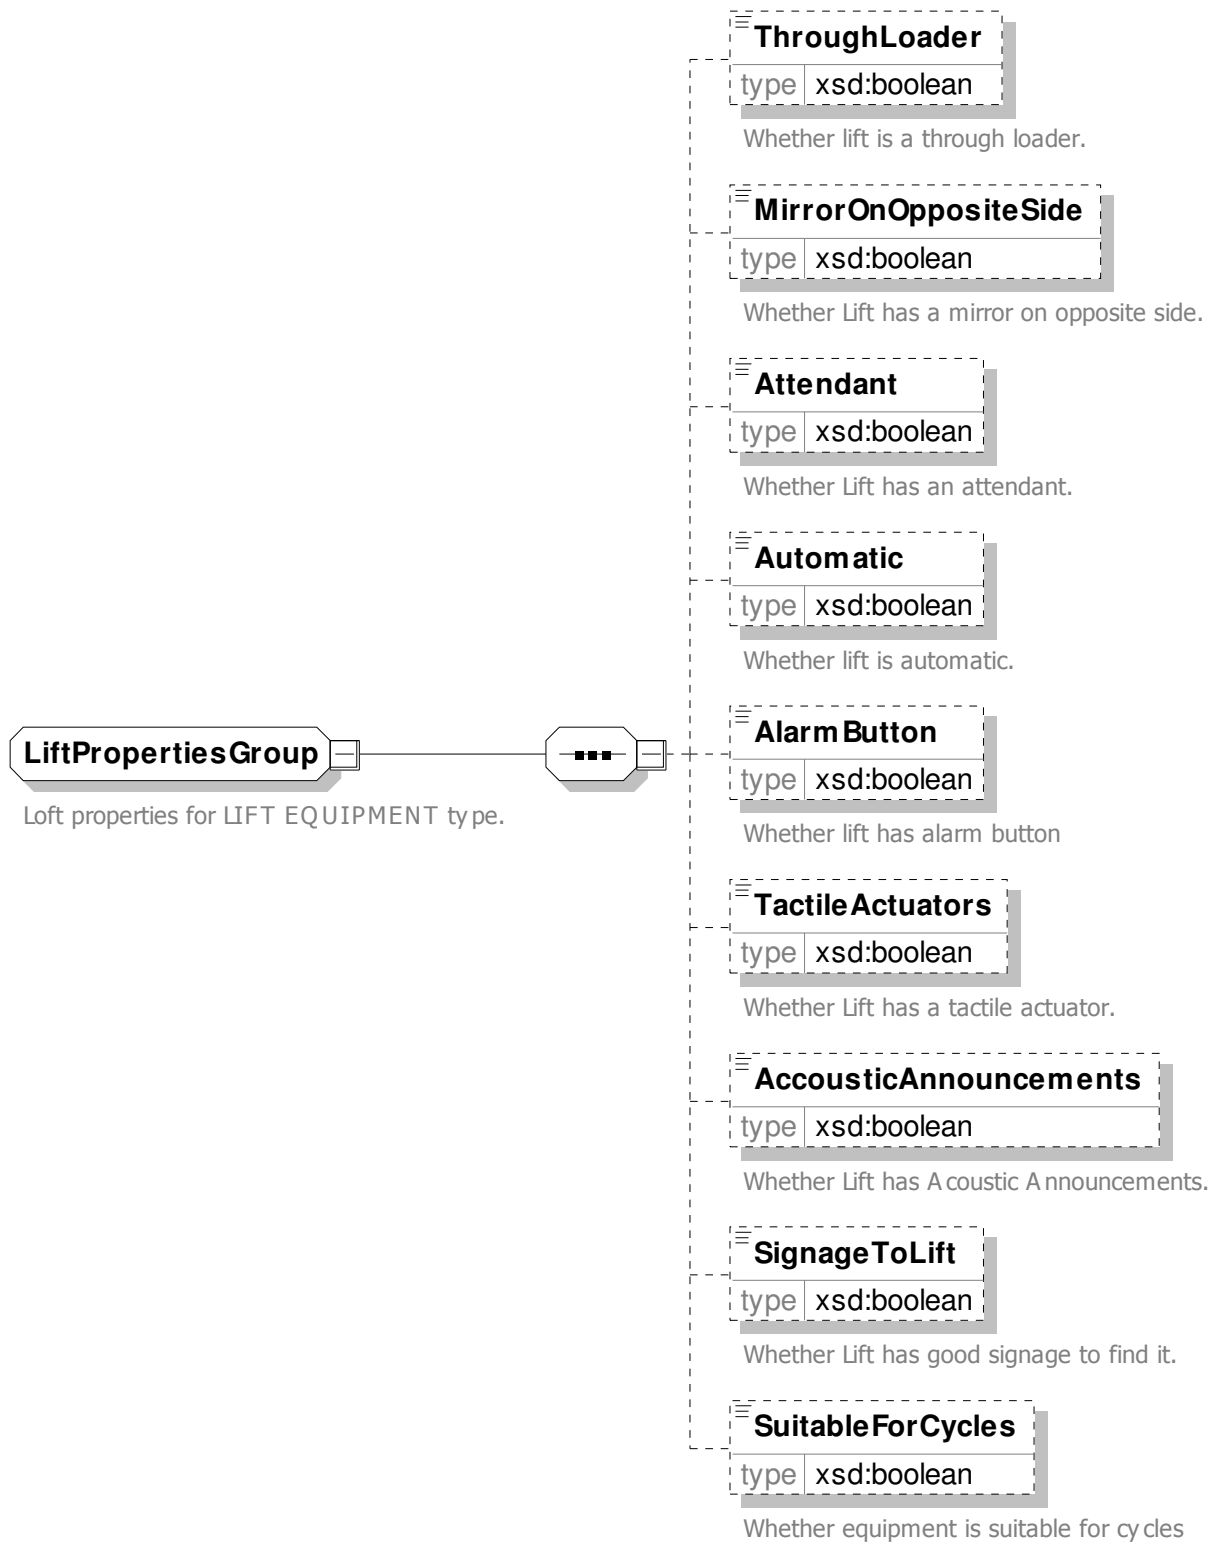 ThroughLoader
type xsd:boolean
Whether lift is a through loader.
MirrorOnOppositeSide
type xsd:boolean
Whether Lift has a mirror on opposite side.
Attendant
type xsd:boolean
Whether Lift has an attendant.
Automatic
type xsd:boolean
Whether lift is automatic.
LiftPropertiesGroup
Loft properties for LIFT EQUIPMENT type.
AlarmButton
type xsd:boolean
Whether lift has alarm button
TactileActuators
type xsd:boolean
Whether Lift has a tactile actuator.
AccousticAnnouncements
type xsd:boolean
Whether Lift has Acoustic Announcements.
SignageToLift
type xsd:boolean
Whether Lift has good signage to find it.
SuitableForCycles
type xsd:boolean
Whether equipment is suitable for cycles